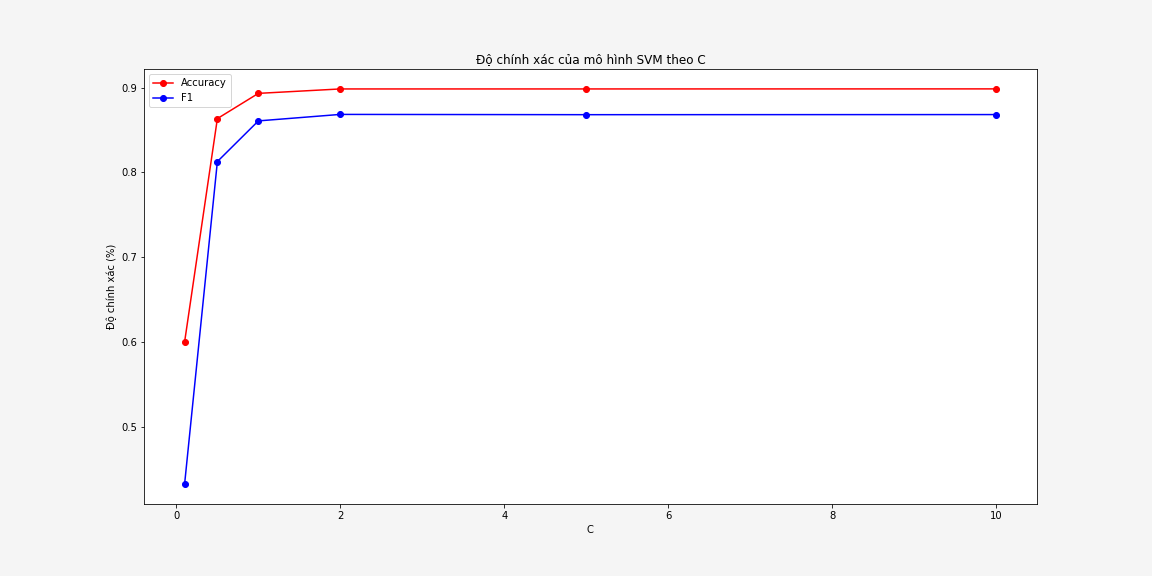 Độ chính xác của mô hình SVM theo C
Accuracy
F1
0.9
0.8
0.7
0.6
0.5
Độ chính xác (%)
0 2 4 6 8 10
C